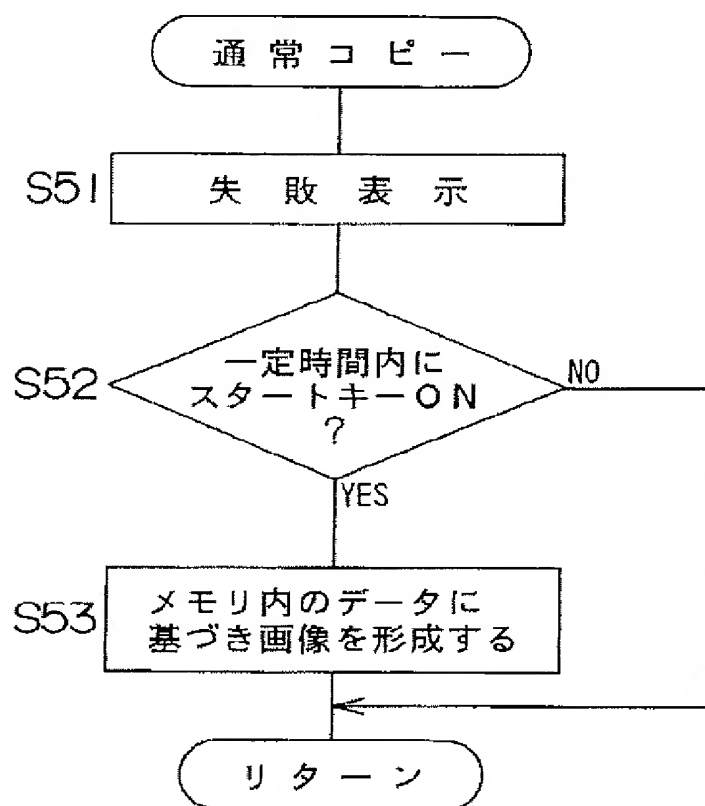 通常コピー
S51
失敗表示
S52
一定時間内に
スタートキーON
?
NO
YES
S53
メモリ内のデータに
基づき画像を形成する
リターン